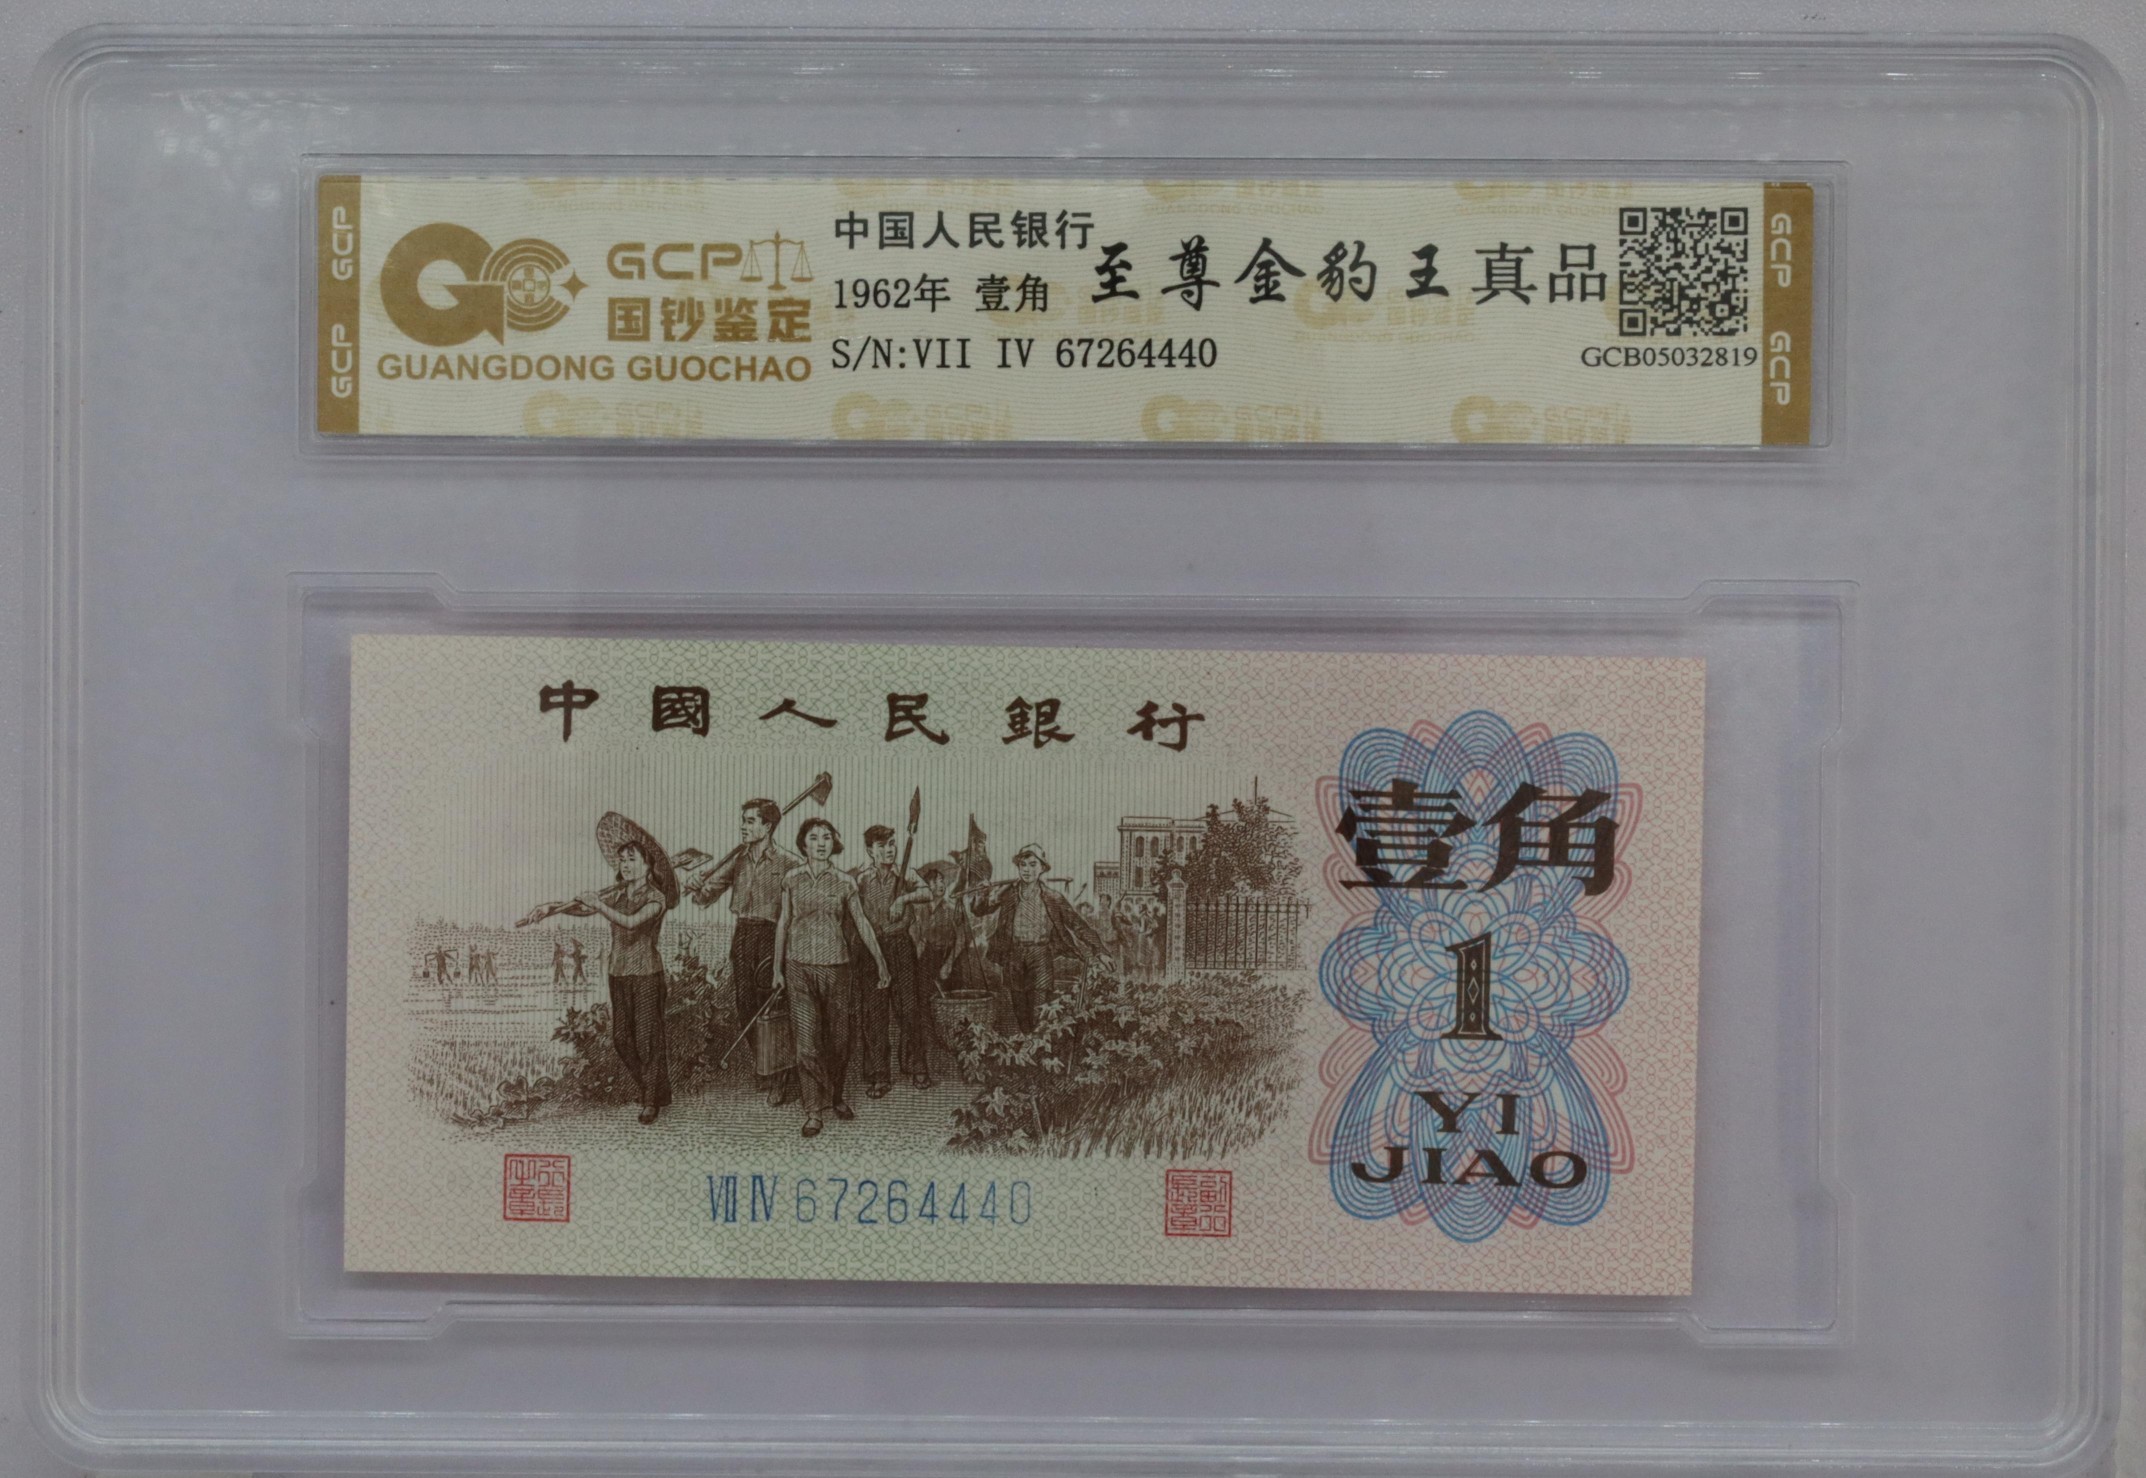 GCP
GCP
GCP
国钞鉴定
GUANGDONG GUOCHAO
中国人民银行
1962年 壹角
至尊金豹王真品
S/N:VII IV 67264440
GCB05032819
GCP
GCP
中國人民銀行
壹角
1
YI
JIAO
VII IV 67264440